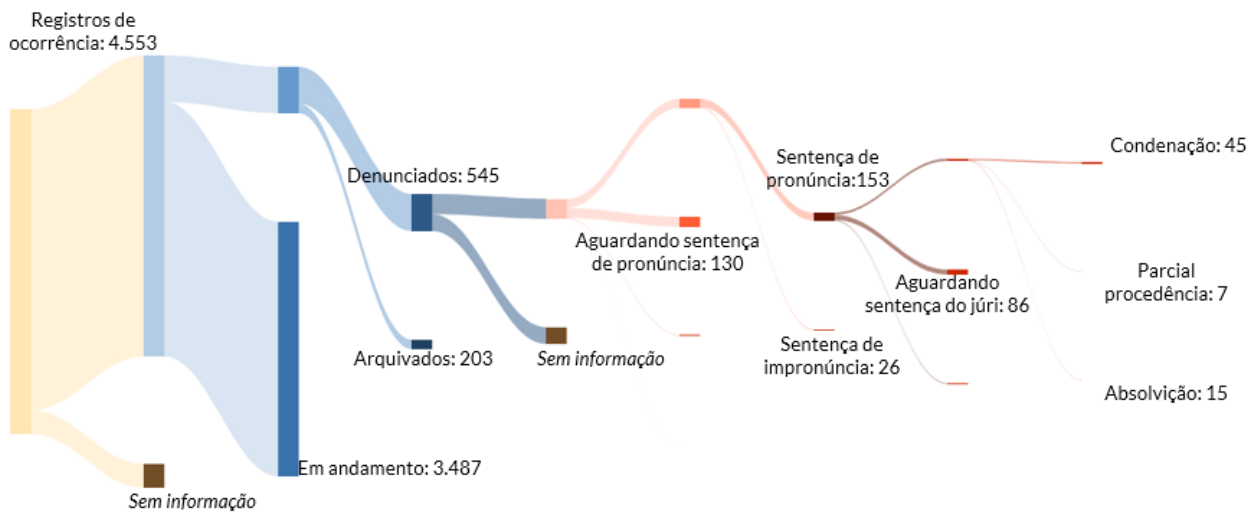 Registros de
ocorrência: 4.553
Sem informação
Em andamento: 3.487
Denunciados: 545
Arquivados: 203
Sem informação
Aguardando sentença
de pronúncia: 130
Sentença de
pronúncia:153
Sentença de
impronúncia: 26
Aguardando
sentença do júri: 86
Condenação: 45
Parcial
procedência: 7
Absolvição: 15